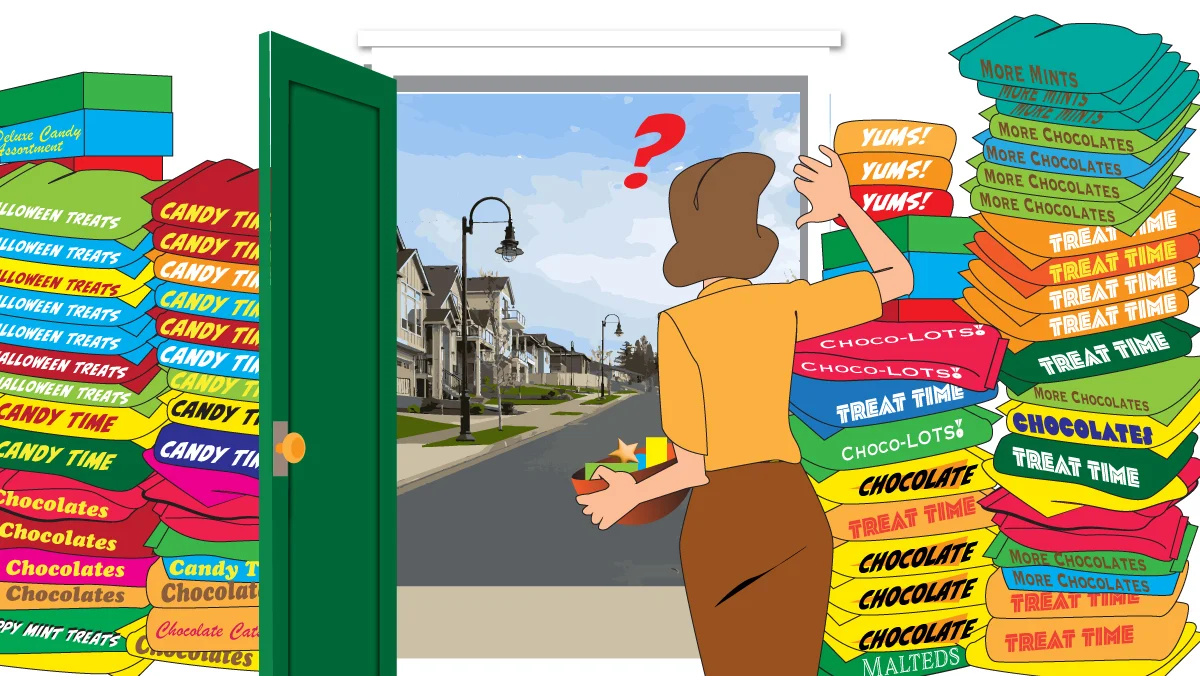 Deluxe Candy
Assortment
LLOWEEN TREATS
ALLOWEEN TREATS
ALLOWEEN TREATS
ALLOWEEN TREATS
ALLOWEEN TREATS
ALLOWEEN TREATS
ALLOWEEN TREATS
CANDY TIME
CANDY TIME
Chocolates
Chocolates
Chocolates
Chocolates
PPY MINT TREATS
CANDY TIM
CANDY TIM
CANDY TIM
CANDY TIM
CANDY TIM
CANDY TIM
CANDY TI
CANDY T
CANDY TIM
Candy T
Chocolat
Chocolate Cat
Chocolates
?
YUMS!
YUMS!
YUMS!
CHOCO-LOTS!
CHOCO-LOTS!
TREAT TIME
CHOCO-LOTS!
CHOCOLATE
TREAT TIME
CHOCOLATE
CHOCOLATE
CHOCOLATE
MALTEDS
MORE MINTS
MORE MINTS
MORE MINTS
MORE CHOCOLATES
MORE CHOCOLATES
MORE CHOCOLATES
MORE CHOCOLATES
TREAT TIME
TREAT TIME
TREAT TIME
TREAT TIME
TREAT TIME
MORE CHOCOLATES
CHOCOLATES
TREAT TIME
MORE CHOCOLATES
MORE CHOCOLATES
TREAT TIME
TREAT TIME